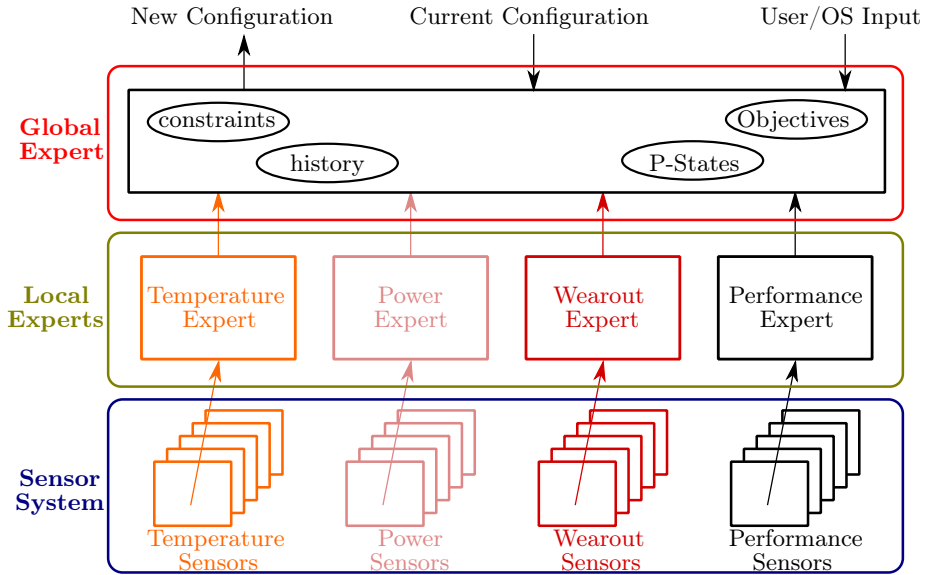 New Configuration
Current Configuration
User/OS Input
Global
Expert
constraints
Objectives
history
P-States
Local
Experts
Temperature
Expert
Power
Expert
Wearout
Expert
Performance
Expert
Sensor
System
Temperature
Sensors
Power
Sensors
Wearout
Sensors
Performance
Sensors